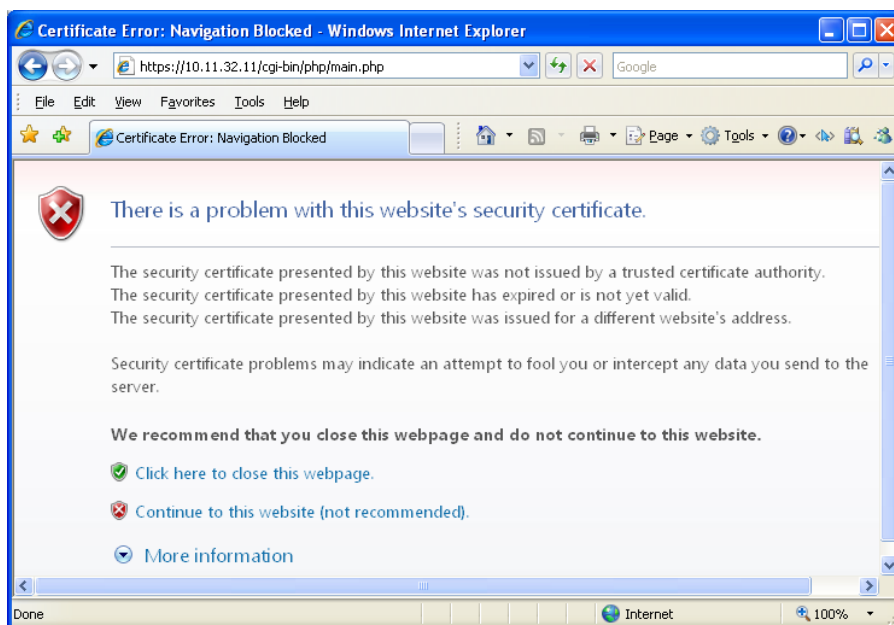 Certificate Error: Navigation Blocked - Windows Internet Explorer
https://10.11.32.11/cgi-bin/php/main.php
Google
File Edit View Favorites Tools Help
Certificate Error: Navigation Blocked
Page Tools
There is a problem with this website's security certificate.
The security certificate presented by this website was not issued by a trusted certificate authority.
The security certificate presented by this website has expired or is not yet valid.
The security certificate presented by this website was issued for a different website's address.
Security certificate problems may indicate an attempt to fool you or intercept any data you send to the
server.
We recommend that you close this webpage and do not continue to this website.
Click here to close this webpage.
Continue to this website (not recommended).
More information
Done
Internet
100%